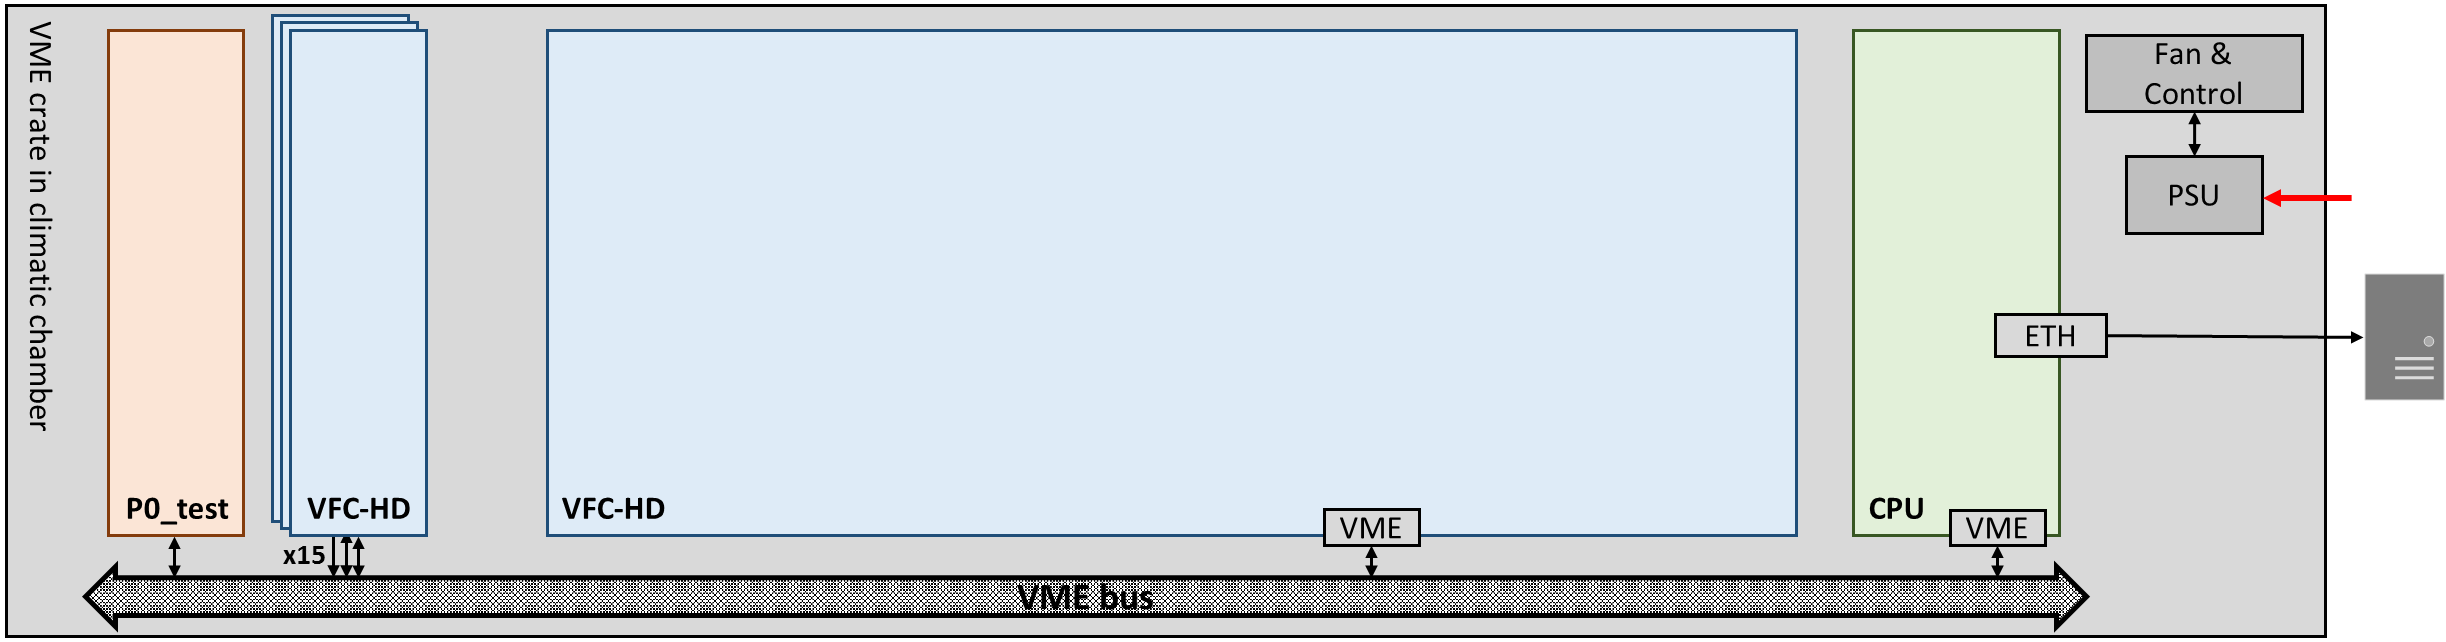 VME crate in climatic chamber
Fan &
Control
PSU
ETH
P0_test
VFC-HD
VFC-HD
CPU
VME
VME
x15
VME bus